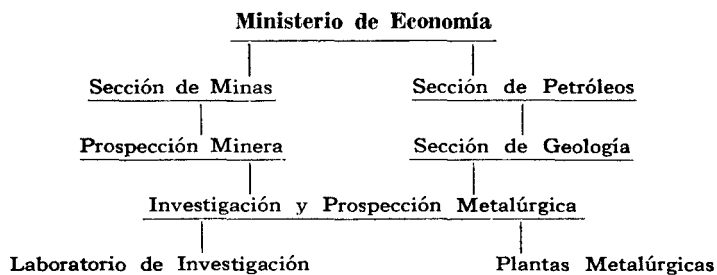 Ministerio de Economía
Sección de Minas Sección de Petróleos
Prospección Minera Sección de Geología
Investigación y Prospección Metalúrgica
Laboratorio de Investigación Plantas Metalúrgicas